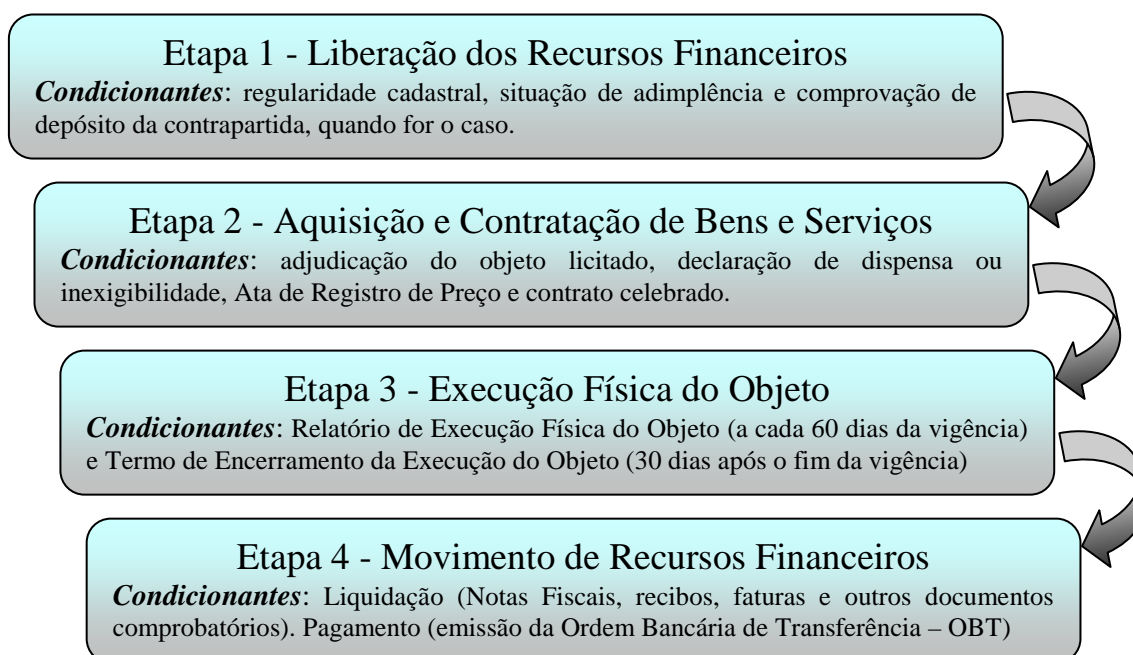 Etapa 1 - Liberação dos Recursos Financeiros
Condicionantes: regularidade cadastral, situação de adimplência e comprovação de
depósito da contrapartida, quando for o caso.
Etapa 2 - Aquisição e Contratação de Bens e Serviços
Condicionantes: adjudicação do objeto licitado, declaração de dispensa ou
inexigibilidade, Ata de Registro de Preço e contrato celebrado.
Etapa 3 - Execução Física do Objeto
Condicionantes: Relatório de Execução Física do Objeto (a cada 60 dias da vigência)
e Termo de Encerramento da Execução do Objeto (30 dias após o fim da vigência)
Etapa 4 - Movimento de Recursos Financeiros
Condicionantes: Liquidação (Notas Fiscais, recibos, faturas e outros documentos
comprobatórios). Pagamento (emissão da Ordem Bancária de Transferência – OBT)